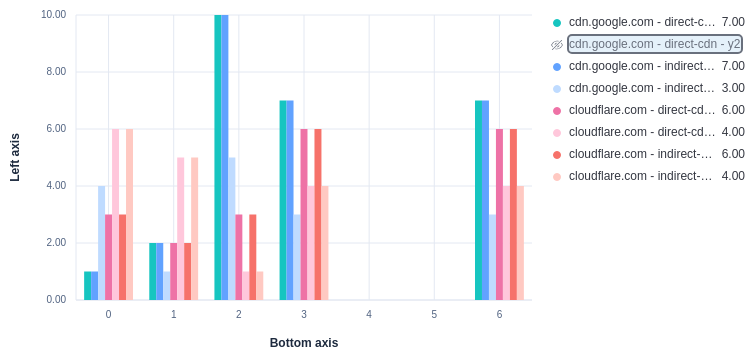 10.00
8.00
6.00
4.00
2.00
0.00
Left axis
0 1 2 3 4 5 6
Bottom axis
cdn.google.com - direct-c… 7.00
cdn.google.com - direct-cdn - y2
cdn.google.com - indirect… 7.00
cdn.google.com - indirect… 3.00
cloudflare.com - direct-cd… 6.00
cloudflare.com - direct-cd… 4.00
cloudflare.com - indirect-… 6.00
cloudflare.com - indirect-… 4.00